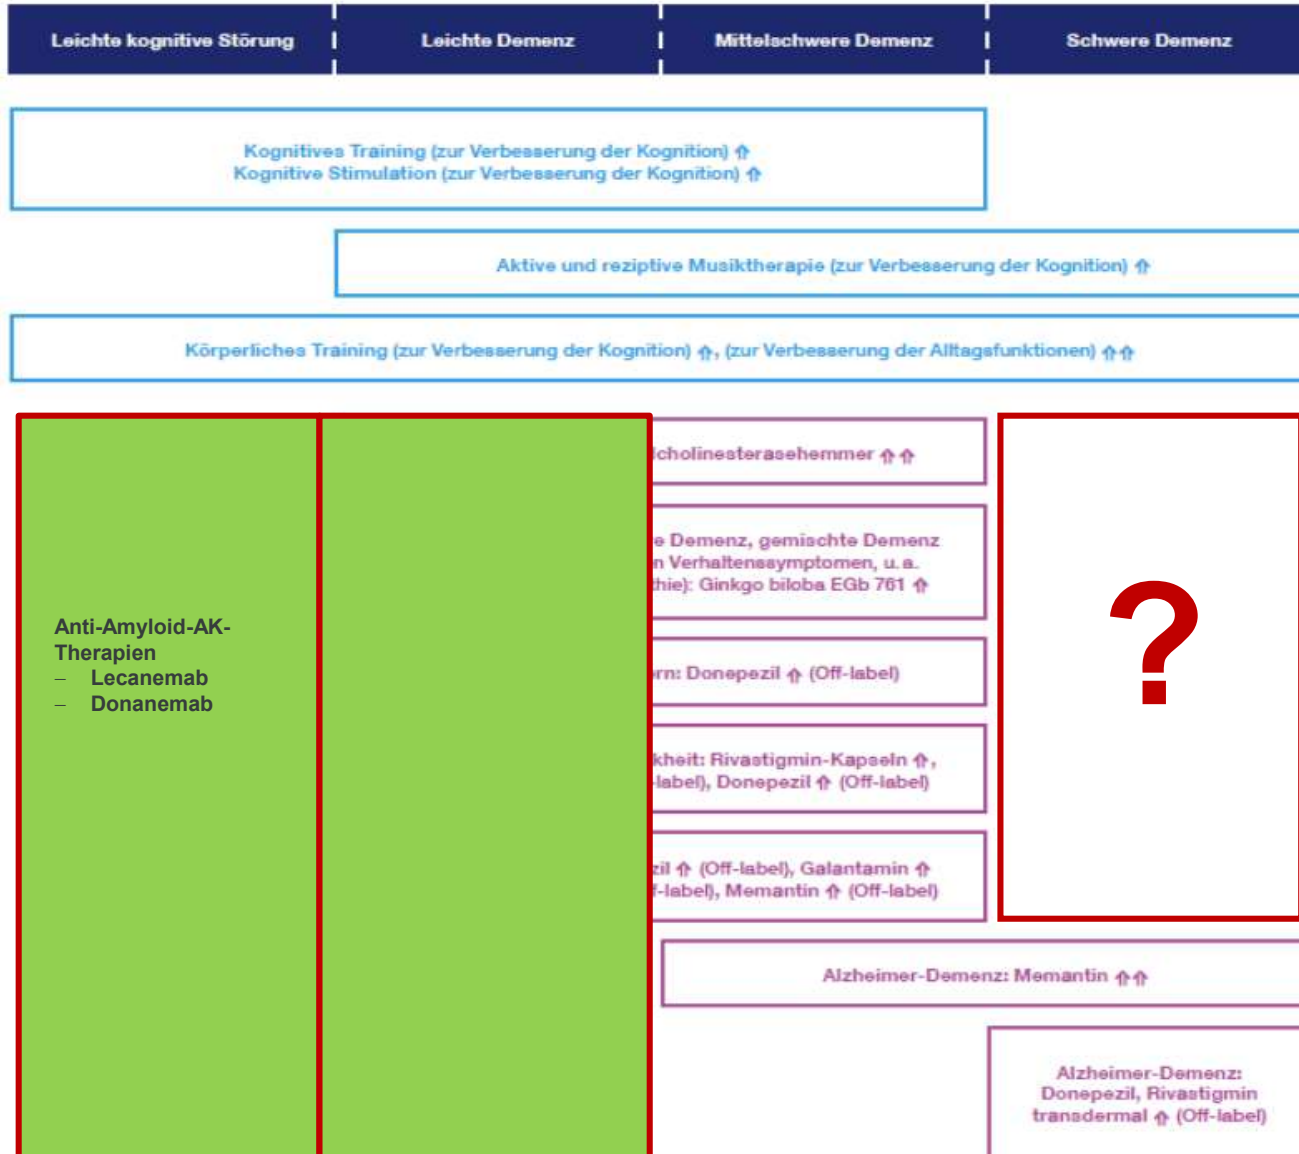 Leichte kognitive Störung
Leichte Demenz
Mittelschwere Demenz
Schwere Demenz
Kognitives Training (zur Verbesserung der Kognition) ⇑
Kognitive Stimulation (zur Verbesserung der Kognition) ⇑
Aktive und rezeptive Musiktherapie (zur Verbesserung der Kognition) ⇑
Körperliches Training (zur Verbesserung der Kognition) ⇑, (zur Verbesserung der Alltagsfunktionen) ⇑⇑
Anti-Amyloid-AK-
Therapien
– Lecanemab
– Donanemab
lcholinesterasehemmer ⇑⇑
e Demenz, gemischte Demenz
n Verhaltenssymptomen, u. a.
thie): Ginkgo biloba EGb 761 ⇑
rn: Donepezil ⇑ (Off-label)
kheit: Rivastigmin-Kapseln ⇑,
-label), Donepezil ⇑ (Off-label)
zil ⇑ (Off-label), Galantamin ⇑
f-label), Memantin ⇑ (Off-label)
?
Alzheimer-Demenz: Memantin ⇑⇑
Alzheimer-Demenz:
Donepezil, Rivastigmin
transdermal ⇑ (Off-label)